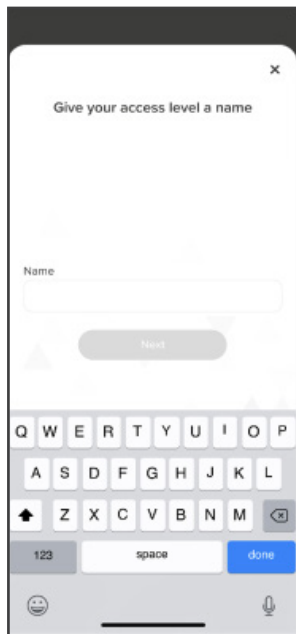 ×
Give your access level a name
Name
Next
Q W E R T Y U I O P
A S D F G H J K L
Z X C V B N M
123 space done